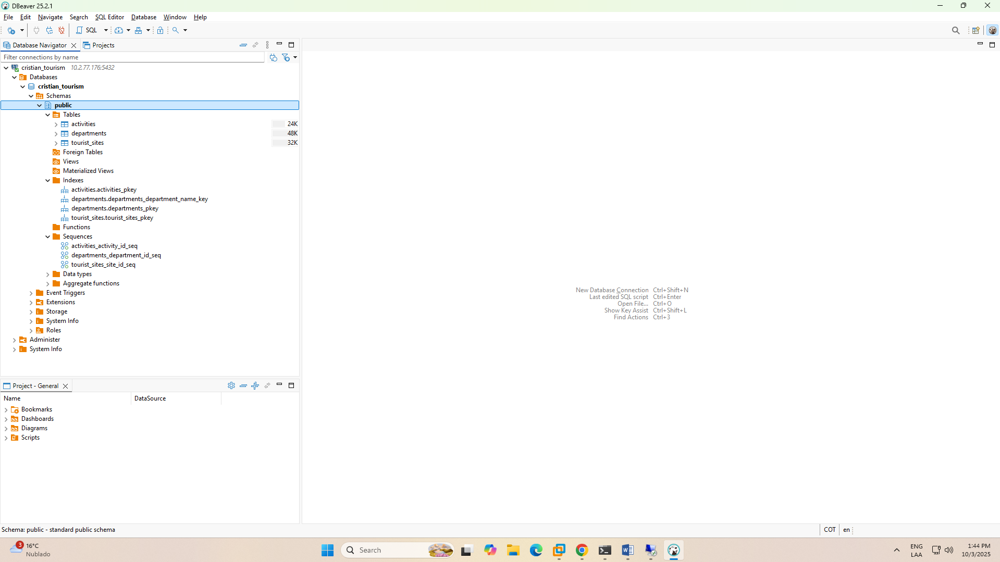 DBeaver 25.2.1
File Edit Navigate Search SQL Editor Database Window Help
SQL
Database Navigator Projects
Filter connections by name
cristian_tourism 10.2.77.176:5432
Databases
cristian_tourism
Schemas
public
Tables
activities 24K
departments 48K
tourist_sites 32K
Foreign Tables
Views
Materialized Views
Indexes
activities.activities_pkey
departments.departments_department_name_key
departments.departments_pkey
tourist_sites.tourist_sites_pkey
Functions
Sequences
activities_activity_id_seq
departments_department_id_seq
tourist_sites_site_id_seq
Data types
Aggregate functions
Event Triggers
Extensions
Storage
System Info
Roles
Administer
System Info
New Database Connection Ctrl+Shift+N
Last edited SQL script Ctrl+Enter
Open File... Ctrl+O
Show Key Assist Ctrl+Shift+L
Find Actions Ctrl+3
Project - General
Name DataSource
Bookmarks
Dashboards
Diagrams
Scripts
Schema: public - standard public schema
COT en
3
16°C
Nublado
Search
ENG
LAA
1:44 PM
10/3/2025